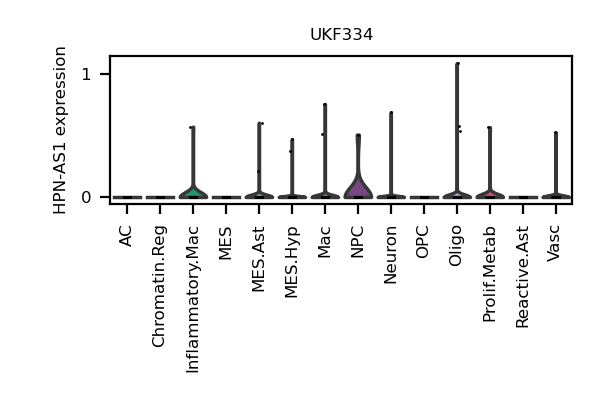 UKF334
HPN-AS1 expression
1
0
AC
Chromatin.Reg
Inflammatory.Mac
MES
MES.Ast
MES.Hyp
Mac
NPC
Neuron
OPC
Oligo
Prolif.Metab
Reactive.Ast
Vasc